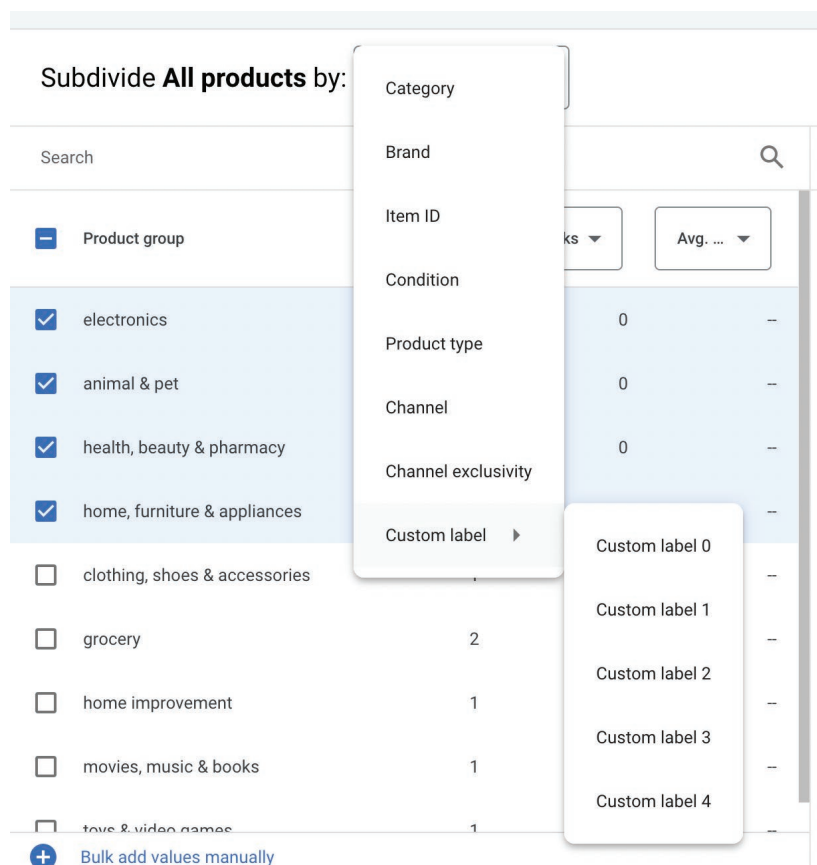 Subdivide All products by:
Category
Brand
Item ID
Condition
Product type
Channel
Channel exclusivity
Custom label
Custom label 0
Custom label 1
Custom label 2
Custom label 3
Custom label 4
Search
Product group ks Avg. ...
electronics 0 --
animal & pet 0 --
health, beauty & pharmacy 0 --
home, furniture & appliances --
clothing, shoes & accessories --
grocery 2 --
home improvement 1 --
movies, music & books 1 --
toys & video games 1 --
Bulk add values manually